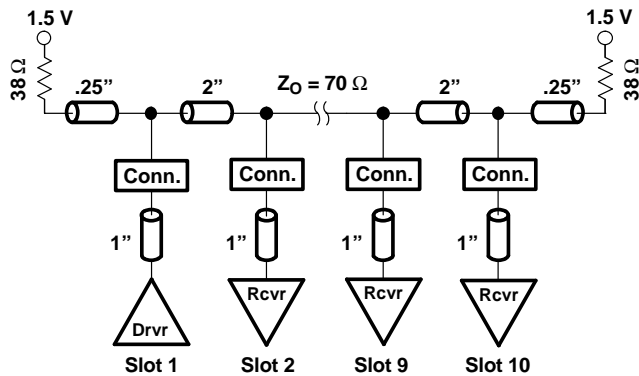 1.5 V
1.5 V
38 Ω
38 Ω
.25”
2”
Z_O = 70 Ω
2”
.25”
Conn.
Conn.
Conn.
Conn.
1”
1”
1”
1”
Drvr
Rcvr
Rcvr
Rcvr
Slot 1
Slot 2
Slot 9
Slot 10